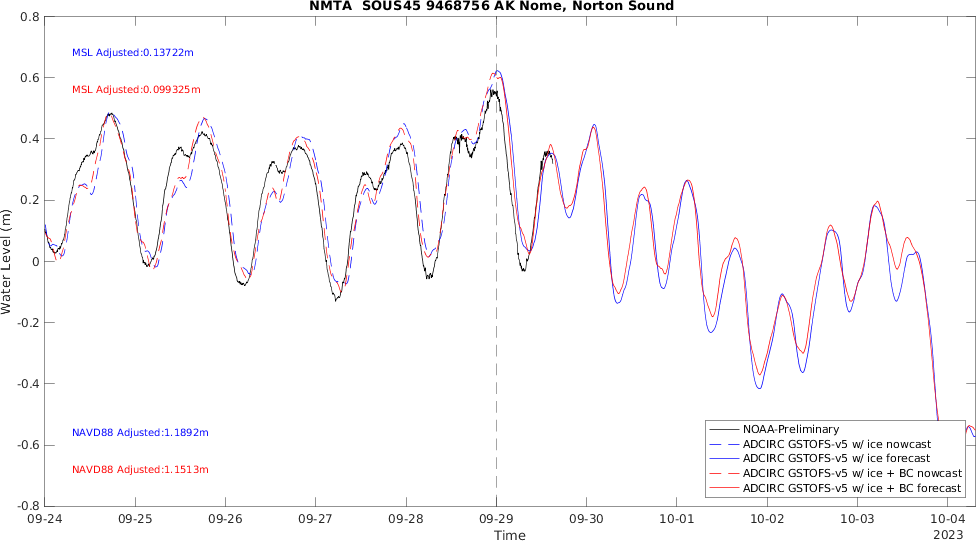 NMTA SOUS45 9468756 AK Nome, Norton Sound
0.8
0.6
0.4
0.2
0
-0.2
-0.4
-0.6
-0.8
Water Level (m)
MSL Adjusted:0.13722m
MSL Adjusted:0.099325m
NAVD88 Adjusted:1.1892m
NAVD88 Adjusted:1.1513m
NOAA-Preliminary
ADCIRC GSTOFS-v5 w/ ice nowcast
ADCIRC GSTOFS-v5 w/ ice forecast
ADCIRC GSTOFS-v5 w/ ice + BC nowcast
ADCIRC GSTOFS-v5 w/ ice + BC forecast
09-24 09-25 09-26 09-27 09-28 09-29 09-30 10-01 10-02 10-03 10-04
2023
Time